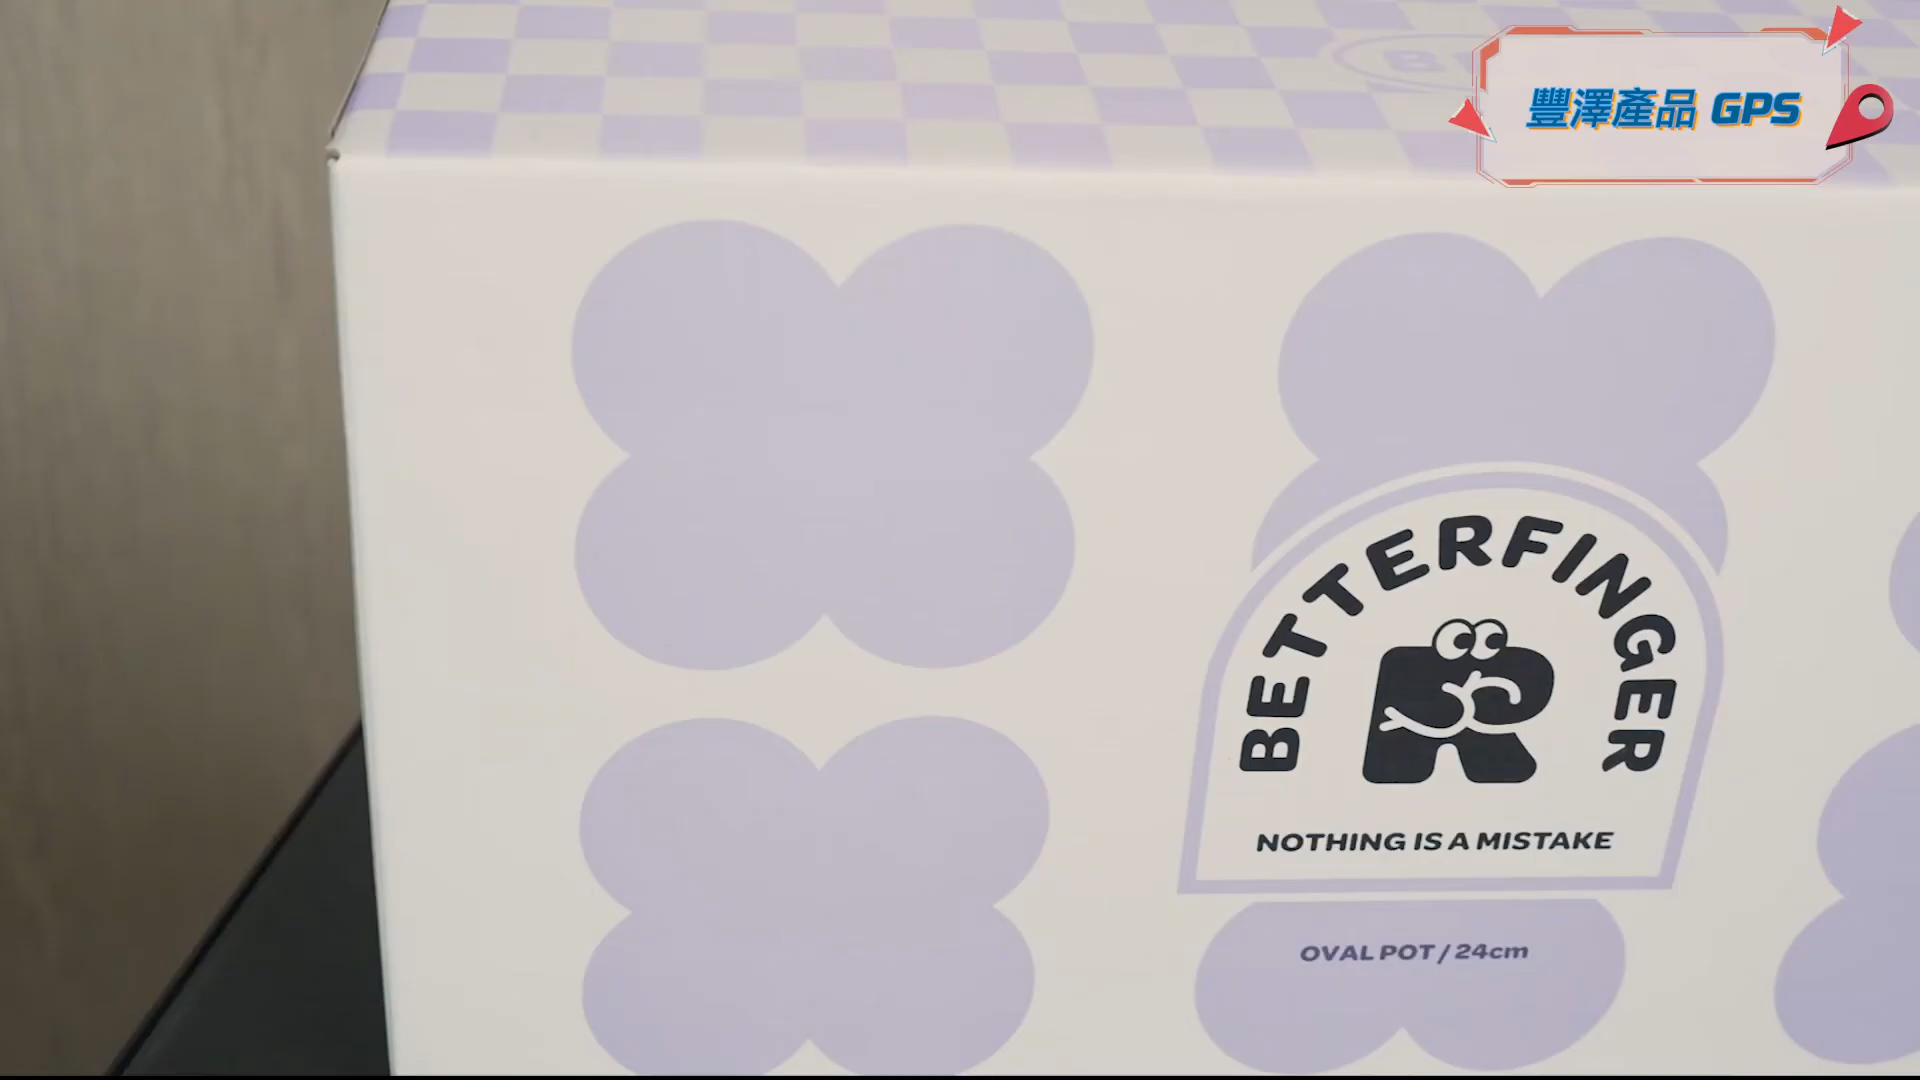 豐澤產品 GPS
BETTERFINGER
R
NOTHING IS A MISTAKE
OVAL POT / 24cm